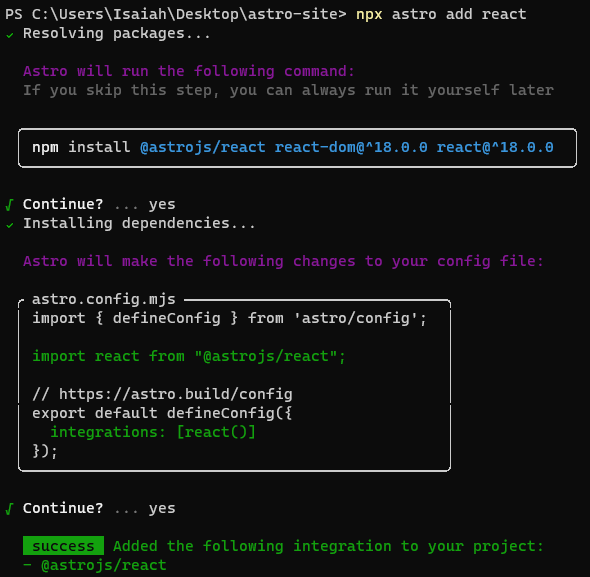 PS C:\Users\Isaiah\Desktop\astro-site> npx astro add react
✓ Resolving packages...
Astro will run the following command:
If you skip this step, you can always run it yourself later
npm install @astrojs/react react-dom@^18.0.0 react@^18.0.0
√ Continue? ... yes
✓ Installing dependencies...
Astro will make the following changes to your config file:
astro.config.mjs
import { defineConfig } from 'astro/config';
import react from "@astrojs/react";
// https://astro.build/config
export default defineConfig({
integrations: [react()]
});
√ Continue? ... yes
success Added the following integration to your project:
- @astrojs/react